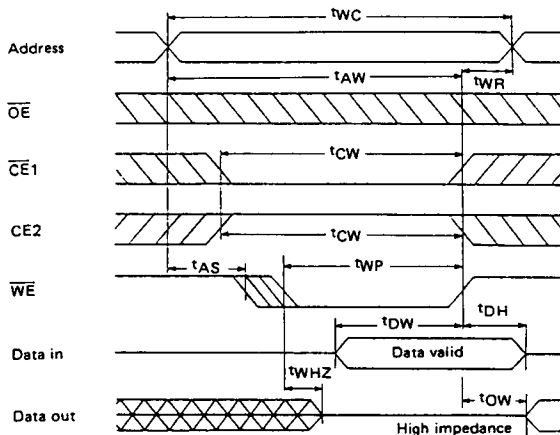 tWC
Address
tAW
tWR
OE
tCW
CE1
CE2
tCW
tAS
tWP
WE
tDW
tDH
Data in
Data valid
tWHZ
tOW
Data out
High impedance